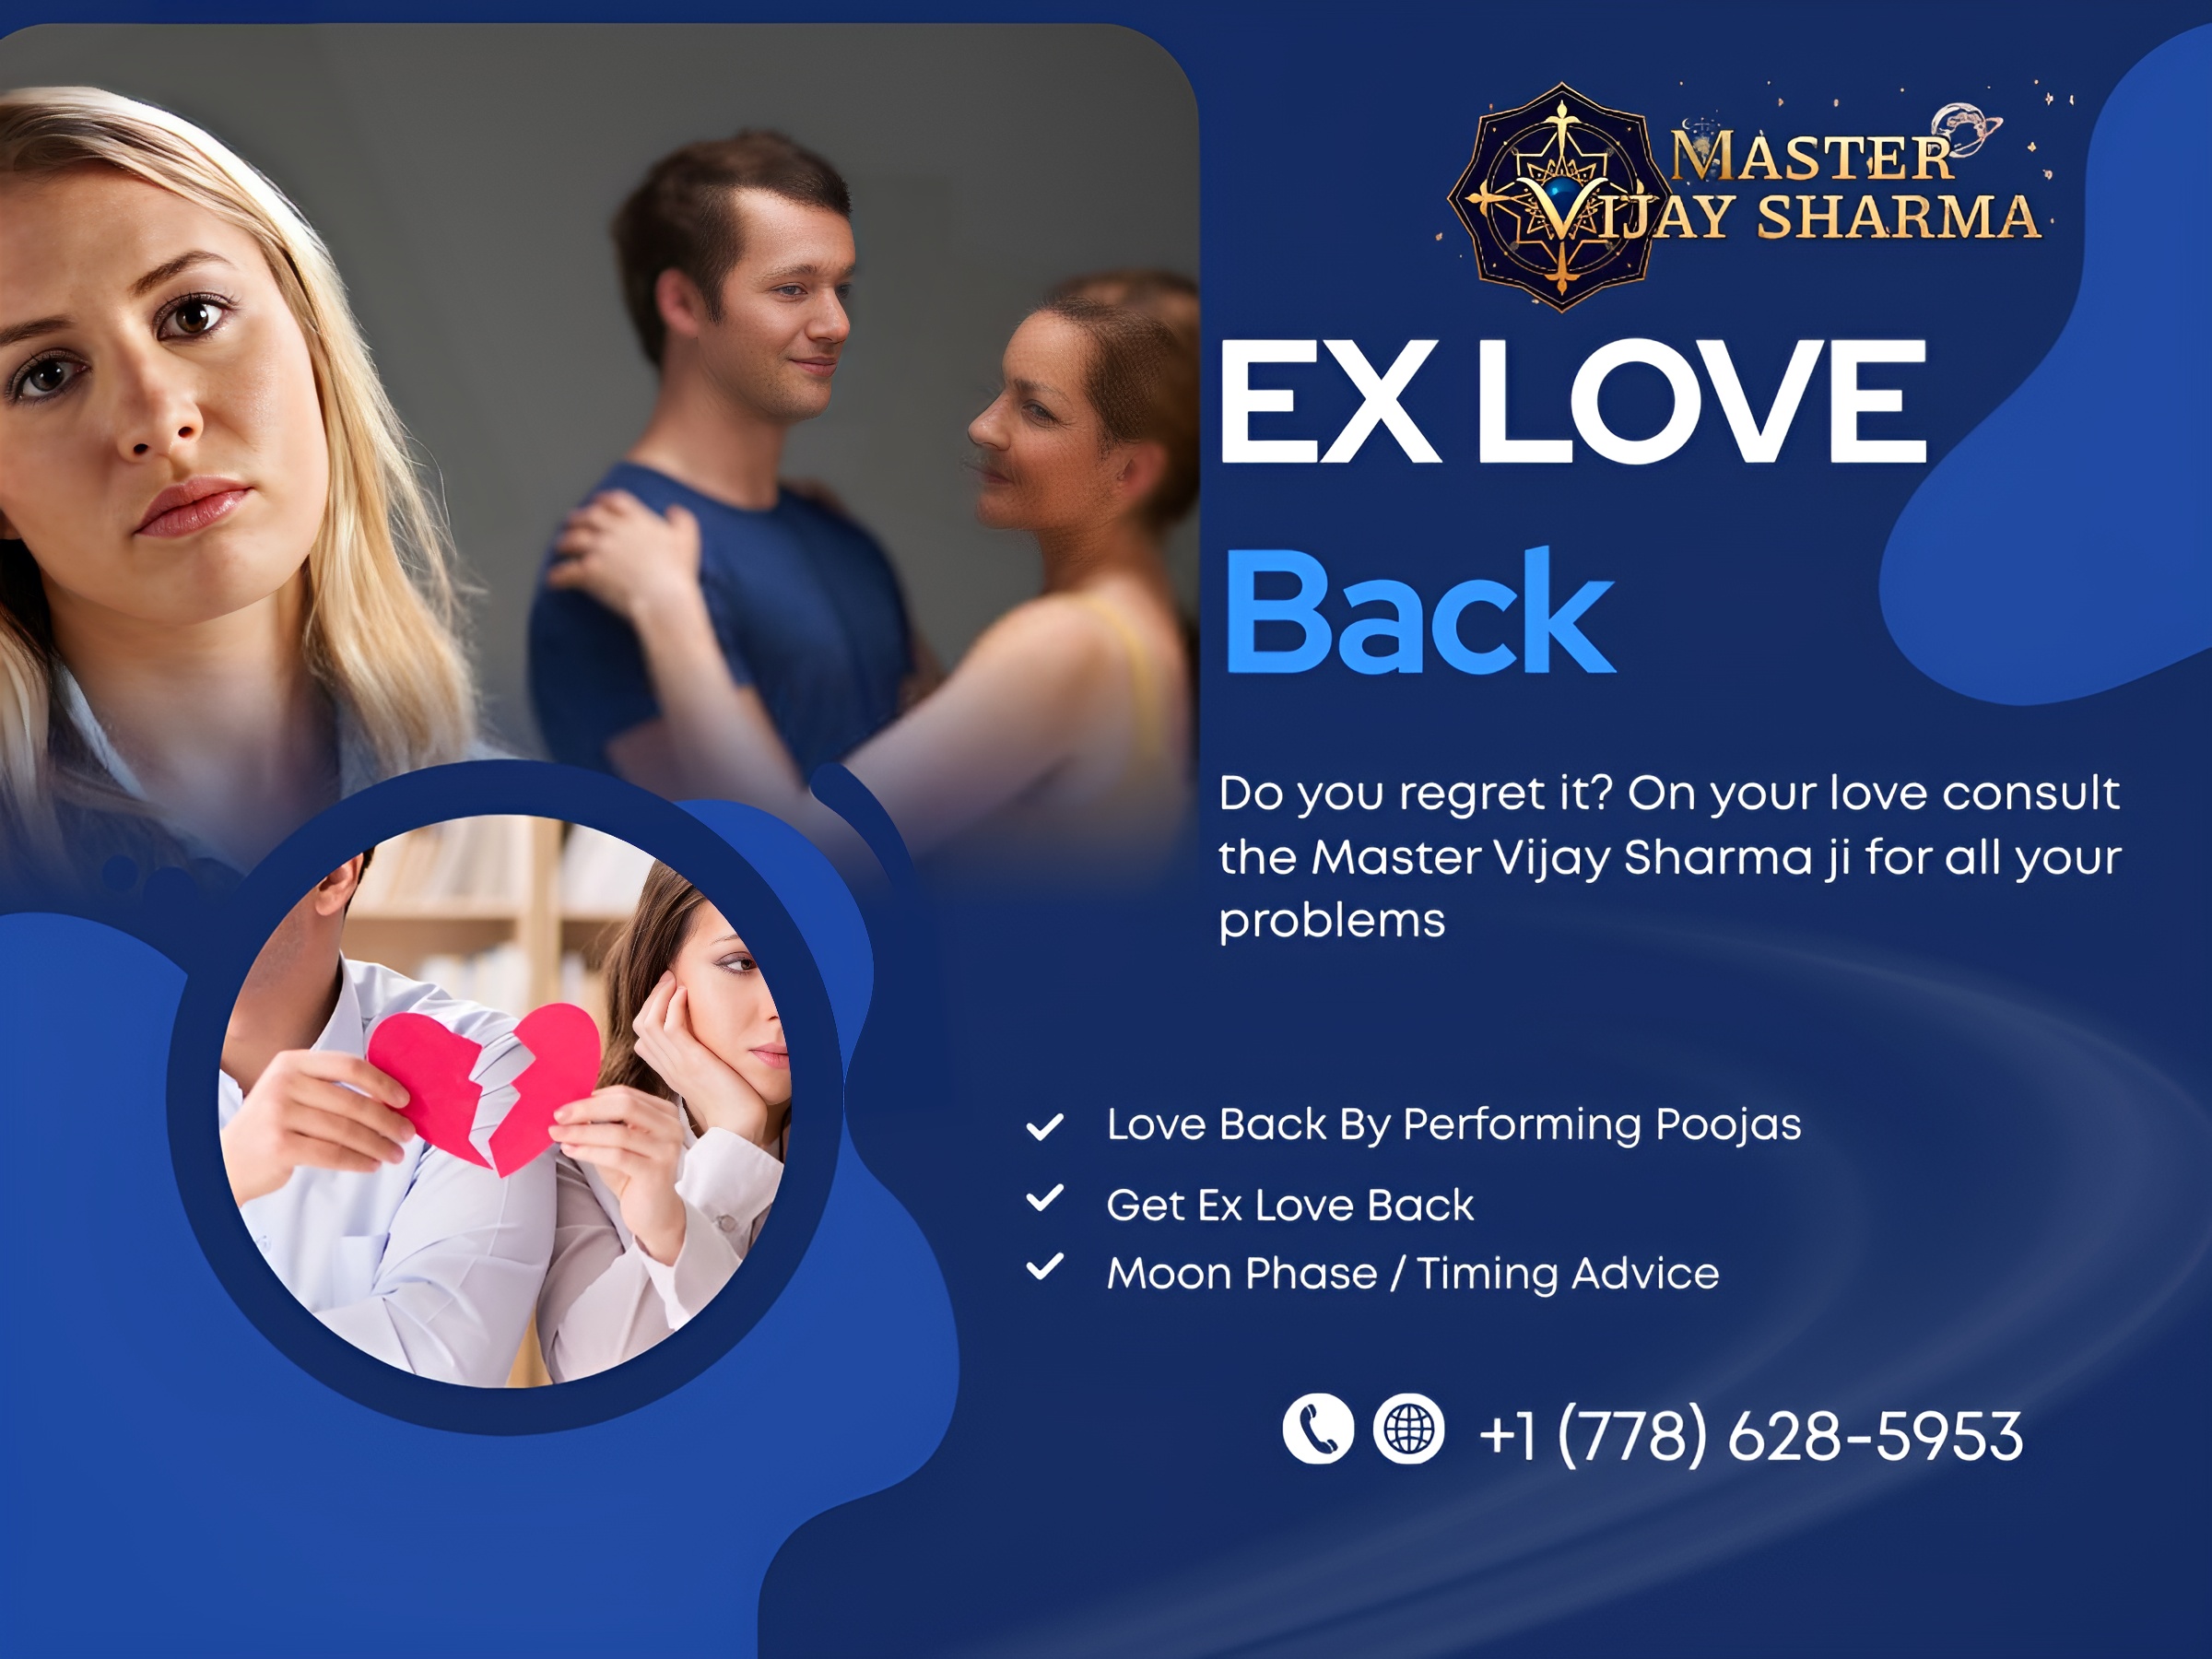 MASTER
VIJAY SHARMA
EX LOVE
Back
Do you regret it? On your love consult
the Master Vijay Sharma ji for all your
problems
Love Back By Performing Poojas
Get Ex Love Back
Moon Phase / Timing Advice
+1 (778) 628-5953